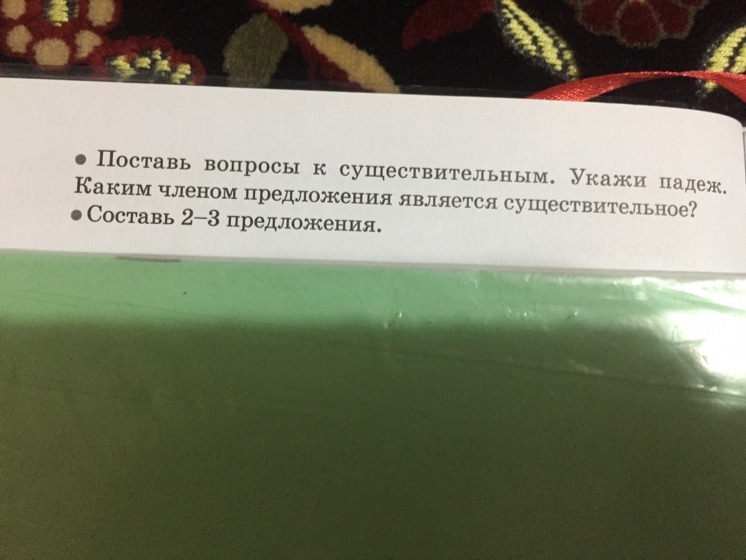 ● Поставь вопросы к существительным. Укажи падеж.
Каким членом предложения является существительное?
● Составь 2–3 предложения.